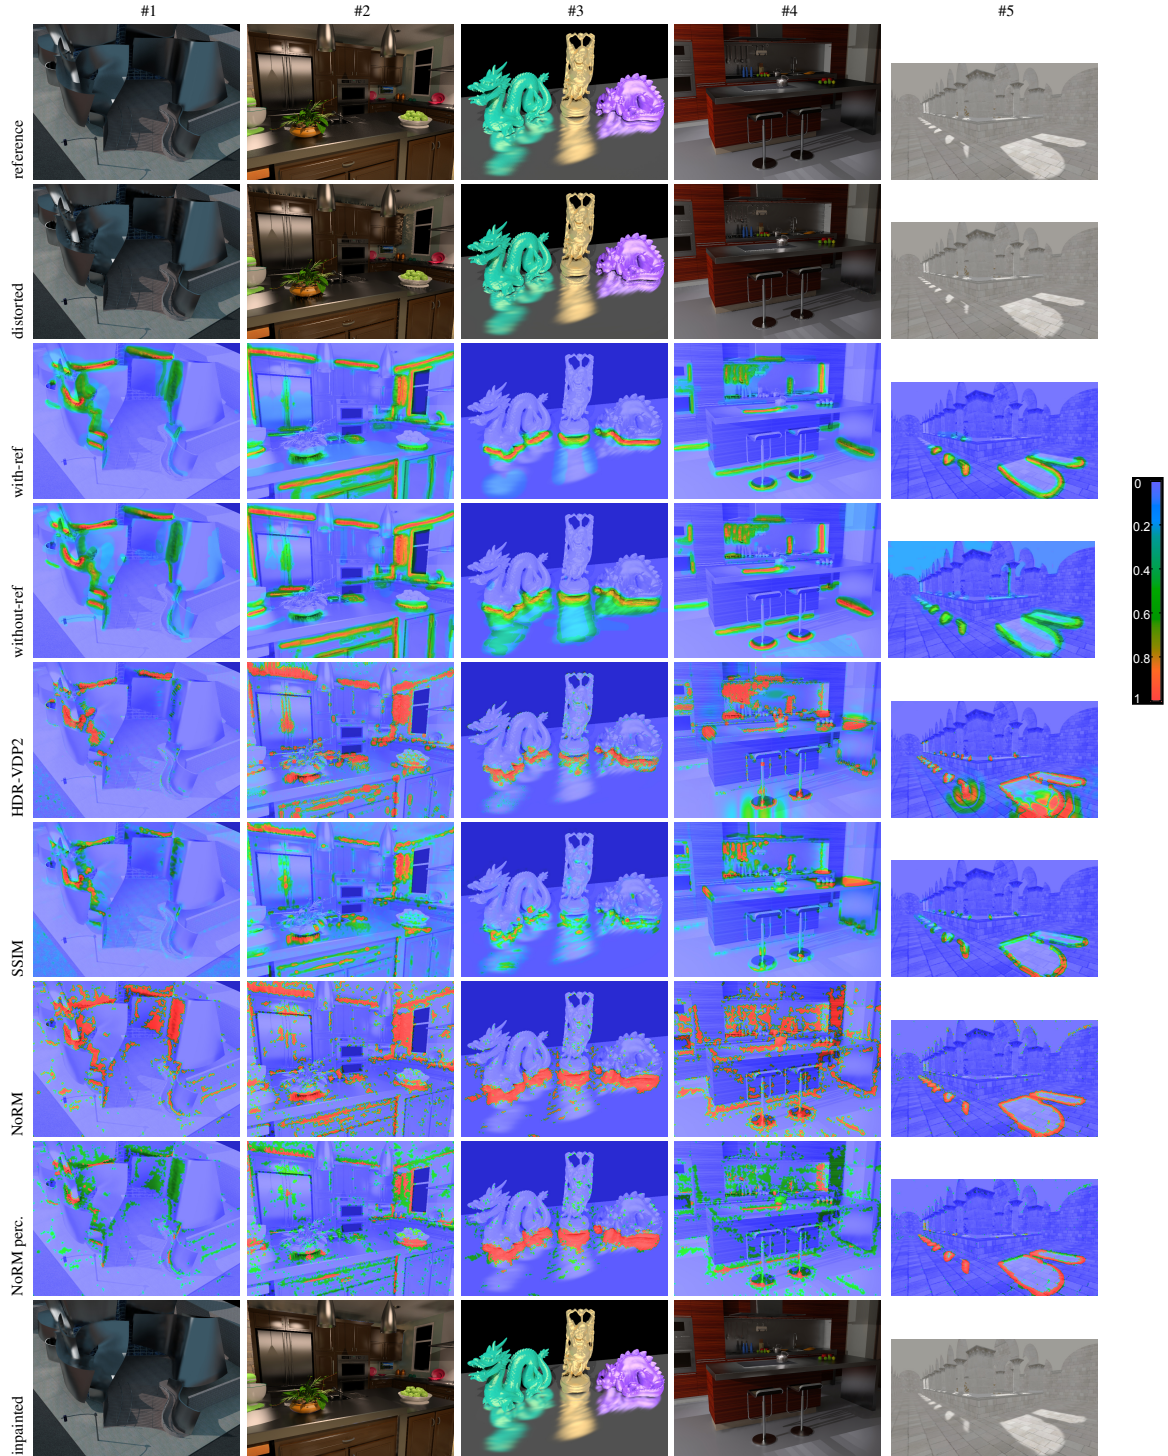 #1 #2 #3 #4 #5
reference
distorted
with-ref
without-ref
HDR-VDP2
SSIM
NoRM
NoRM perc.
inpainted
0
0.2
0.4
0.6
0.8
1